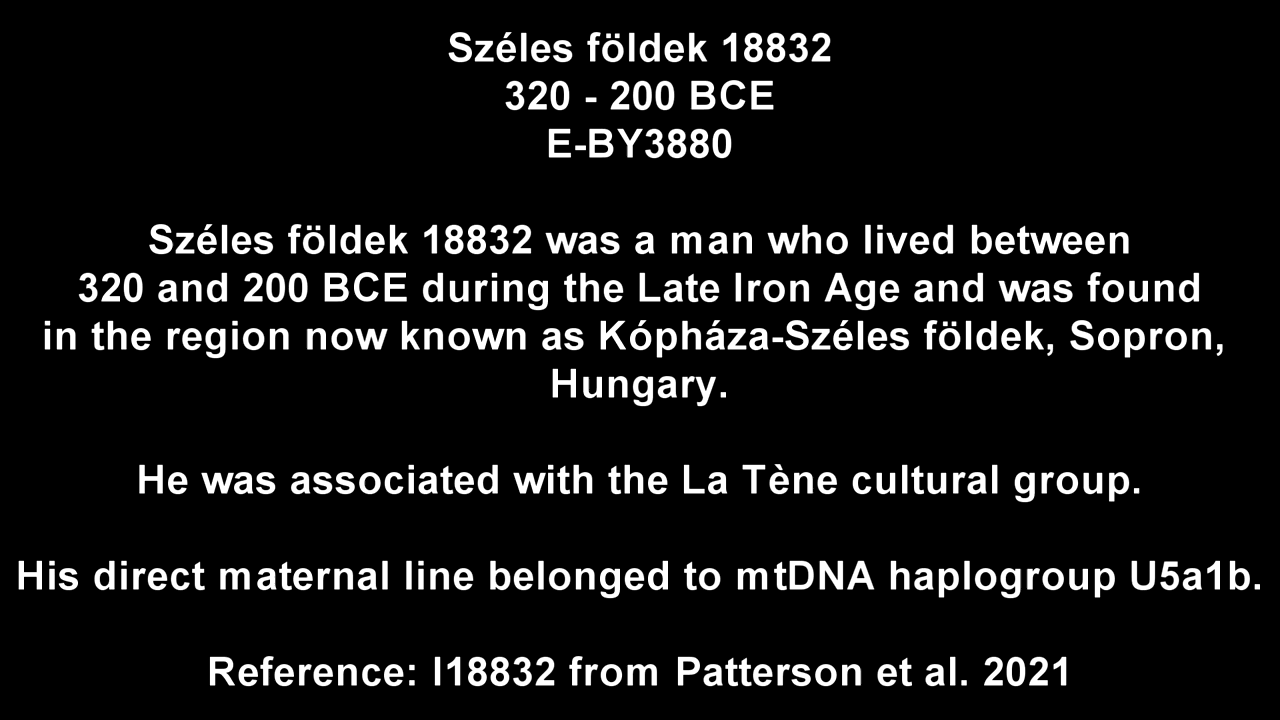 Széles földek 18832
320 - 200 BCE
E-BY3880
Széles földek 18832 was a man who lived between
320 and 200 BCE during the Late Iron Age and was found
in the region now known as Kópháza-Széles földek, Sopron,
Hungary.
He was associated with the La Tène cultural group.
His direct maternal line belonged to mtDNA haplogroup U5a1b.
Reference: I18832 from Patterson et al. 2021